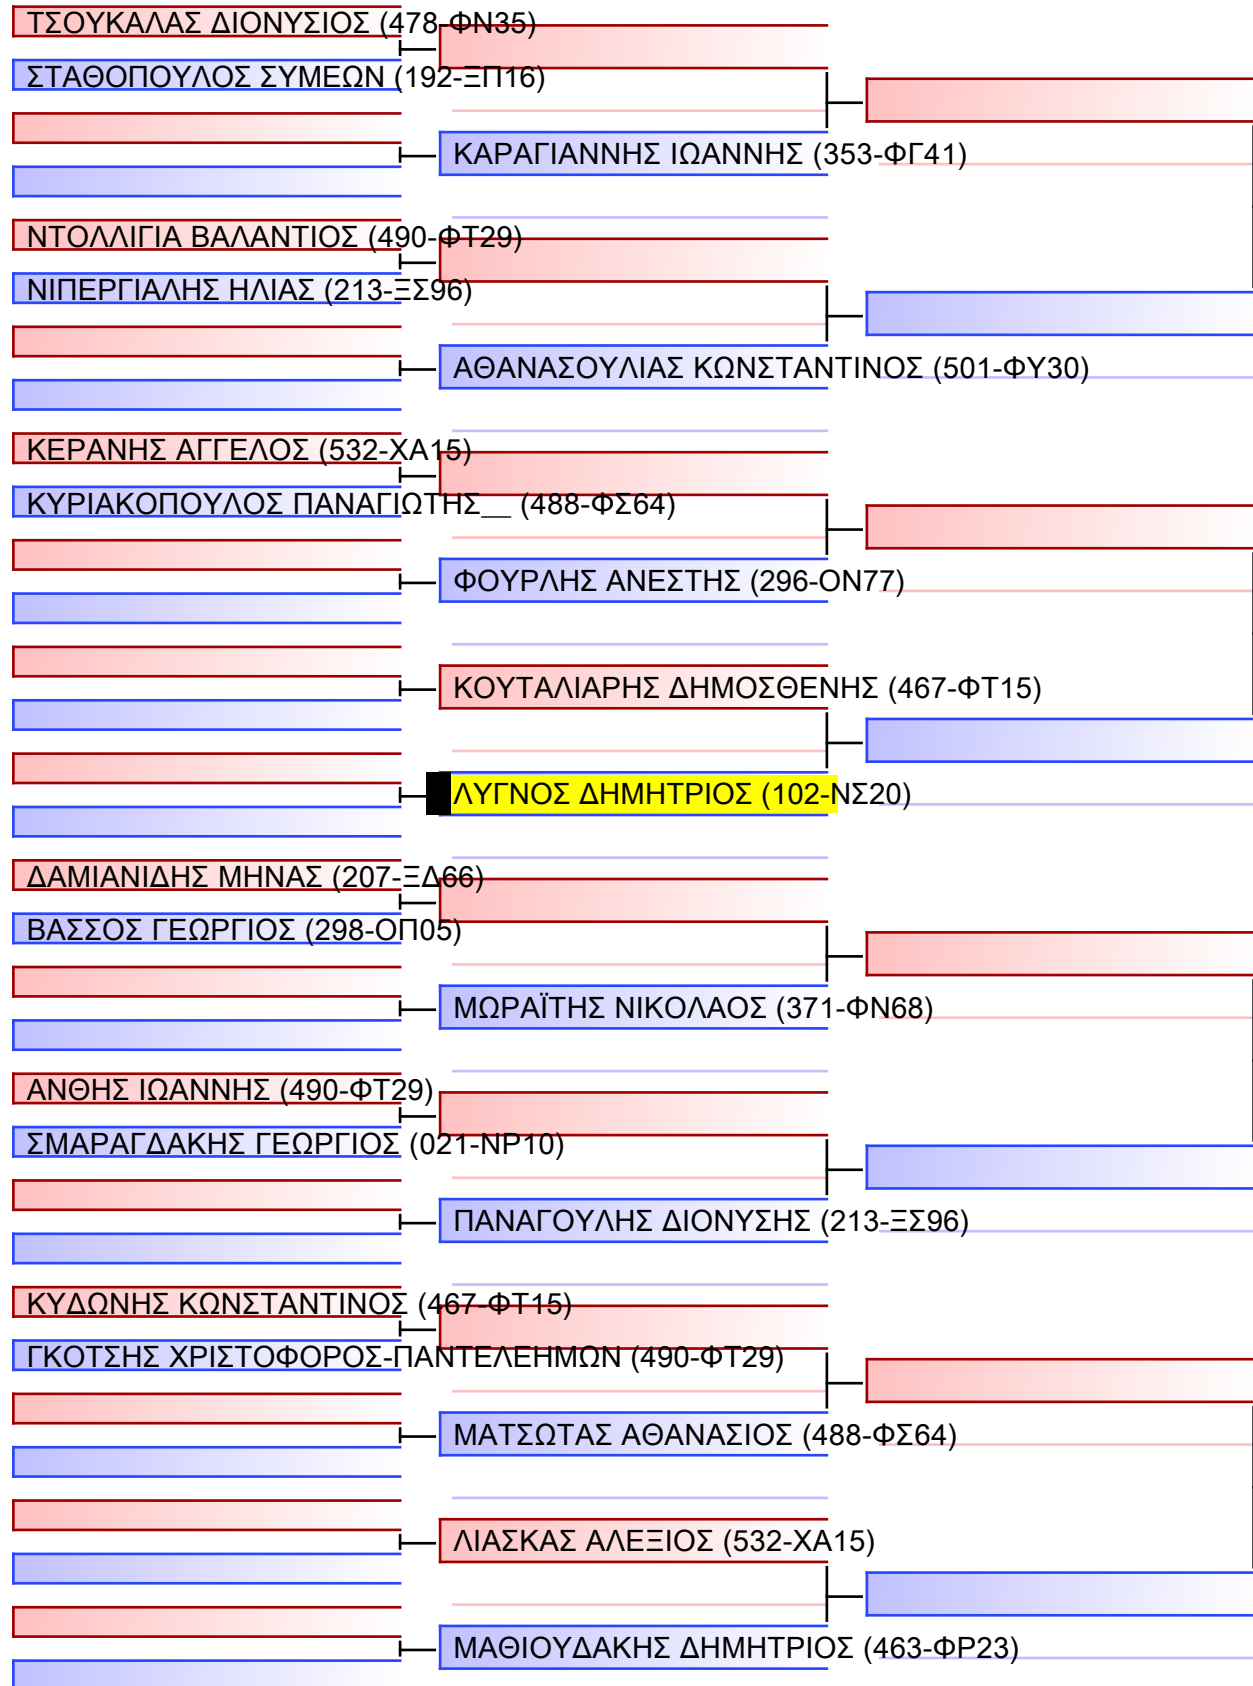 ΤΣΟΥΚΑΛΑΣ ΔΙΟΝΥΣΙΟΣ (478-ΦΝ35)
ΣΤΑΘΟΠΟΥΛΟΣ ΣΥΜΕΩΝ (192-ΞΠ16)
ΚΑΡΑΓΙΑΝΝΗΣ ΙΩΑΝΝΗΣ (353-ΦΓ41)
ΝΤΟΛΛΙΓΙΑ ΒΑΛΑΝΤΙΟΣ (490-ΦΤ29)
ΝΙΠΕΡΓΙΑΛΗΣ ΗΛΙΑΣ (213-ΞΣ96)
ΑΘΑΝΑΣΟΥΛΙΑΣ ΚΩΝΣΤΑΝΤΙΝΟΣ (501-ΦΥ30)
ΚΕΡΑΝΗΣ ΑΓΓΕΛΟΣ (532-ΧΑ15)
ΚΥΡΙΑΚΟΠΟΥΛΟΣ ΠΑΝΑΓΙΩΤΗΣ__ (488-ΦΣ64)
ΦΟΥΡΛΗΣ ΑΝΕΣΤΗΣ (296-ΟΝ77)
ΚΟΥΤΑΛΙΑΡΗΣ ΔΗΜΟΣΘΕΝΗΣ (467-ΦΤ15)
ΛΥΓΝΟΣ ΔΗΜΗΤΡΙΟΣ (102-ΝΣ20)
ΔΑΜΙΑΝΙΔΗΣ ΜΗΝΑΣ (207-ΞΔ66)
ΒΑΣΣΟΣ ΓΕΩΡΓΙΟΣ (298-ΟΠ05)
ΜΩΡΑΪΤΗΣ ΝΙΚΟΛΑΟΣ (371-ΦΝ68)
ΑΝΘΗΣ ΙΩΑΝΝΗΣ (490-ΦΤ29)
ΣΜΑΡΑΓΔΑΚΗΣ ΓΕΩΡΓΙΟΣ (021-ΝΡ10)
ΠΑΝΑΓΟΥΛΗΣ ΔΙΟΝΥΣΗΣ (213-ΞΣ96)
ΚΥΔΩΝΗΣ ΚΩΝΣΤΑΝΤΙΝΟΣ (467-ΦΤ15)
ΓΚΟΤΣΗΣ ΧΡΙΣΤΟΦΟΡΟΣ-ΠΑΝΤΕΛΕΗΜΩΝ (490-ΦΤ29)
ΜΑΤΣΩΤΑΣ ΑΘΑΝΑΣΙΟΣ (488-ΦΣ64)
ΛΙΑΣΚΑΣ ΑΛΕΞΙΟΣ (532-ΧΑ15)
ΜΑΘΙΟΥΔΑΚΗΣ ΔΗΜΗΤΡΙΟΣ (463-ΦΡ23)